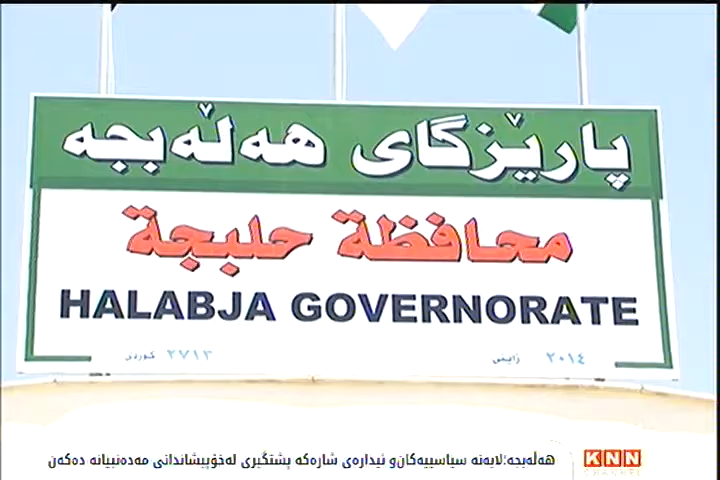 پارێزگای هەڵەبجە
محافظة حلبجة
HALABJA GOVERNORATE
٢٠١٤ زاینی
٢٧١٣ کوردی
هەڵەبجە؛لایەنە سیاسییەکان و ئیدارەی شارەکە پشتگیری لەخۆپیشاندانی مەدەنییانە دەکەن
KNN